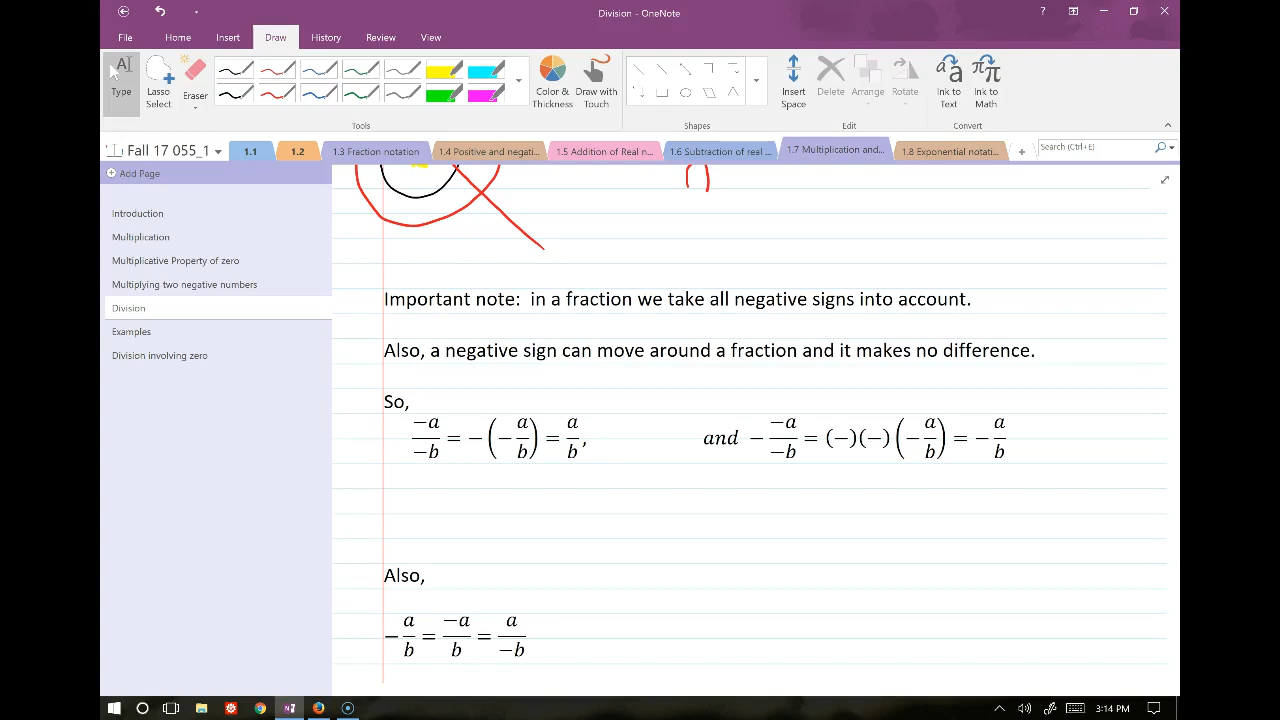 Division - OneNote
?
File Home Insert Draw History Review View
Type
Lasso Select
Eraser
Color & Thickness
Draw with Touch
Insert Space
Delete
Arrange
Rotate
Ink to Text
Ink to Math
Tools
Shapes
Edit
Convert
Fall 17 055_1
1.1
1.2
1.3 Fraction notation
1.4 Positive and negati...
1.5 Addition of Real n...
1.6 Subtraction of real ...
1.7 Multiplication and...
1.8 Exponential notati...
Search (Ctrl+E)
Add Page
Introduction
Multiplication
Multiplicative Property of zero
Multiplying two negative numbers
Division
Examples
Division involving zero
Important note: in a fraction we take all negative signs into account.
Also, a negative sign can move around a fraction and it makes no difference.
So,
−a/−b = −(−a/b) = a/b, and −−a/−b = (−)(−)(−a/b) = −a/b
Also,
−a/b = −a/b = a/−b
3:14 PM